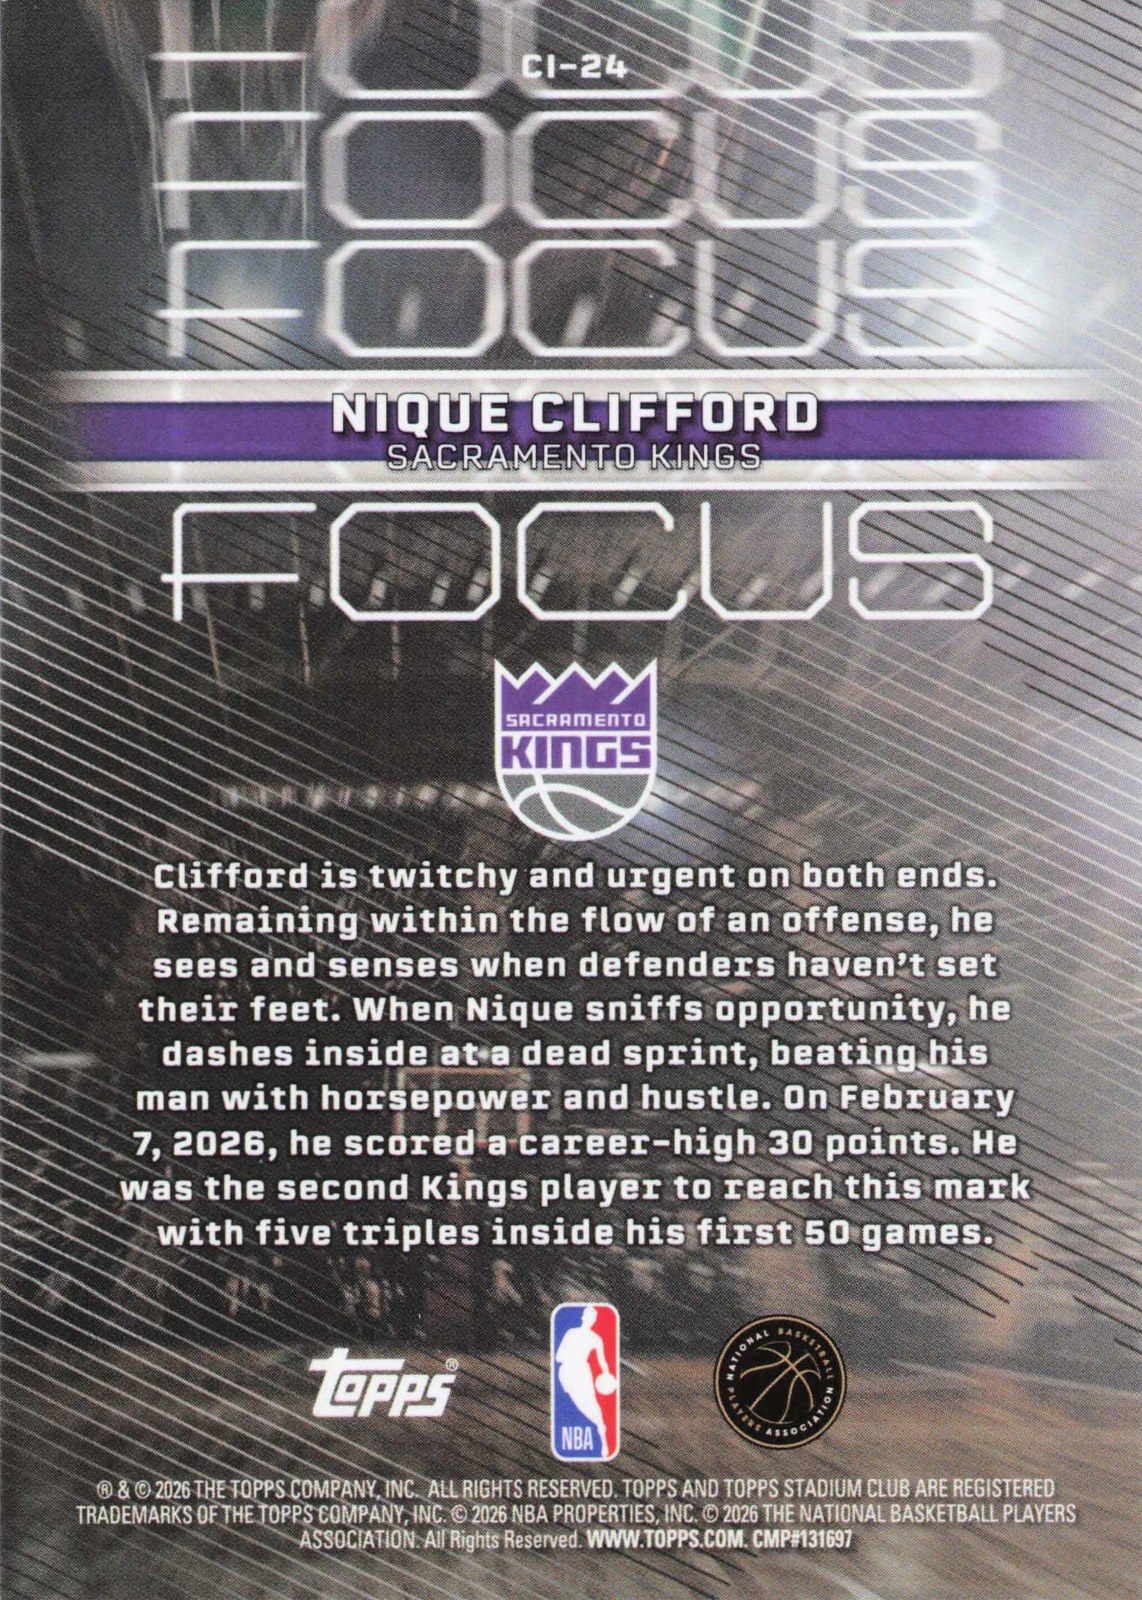 CI-24
FOCUS
FOCUS
FOCUS
NIQUE CLIFFORD
SACRAMENTO KINGS
FOCUS
SACRAMENTO
KINGS
Clifford is twitchy and urgent on both ends.
Remaining within the flow of an offense, he
sees and senses when defenders haven't set
their feet. When Nique sniffs opportunity, he
dashes inside at a dead sprint, beating his
man with horsepower and hustle. On February
7, 2026, he scored a career-high 30 points. He
was the second Kings player to reach this mark
with five triples inside his first 50 games.
Topps®
NBA
NATIONAL BASKETBALL
PLAYERS ASSOCIATION
® & © 2026 THE TOPPS COMPANY, INC. ALL RIGHTS RESERVED. TOPPS AND TOPPS STADIUM CLUB ARE REGISTERED
TRADEMARKS OF THE TOPPS COMPANY, INC. © 2026 NBA PROPERTIES, INC. © 2026 THE NATIONAL BASKETBALL PLAYERS
ASSOCIATION. All Rights Reserved. WWW.TOPPS.COM. CMP#131697